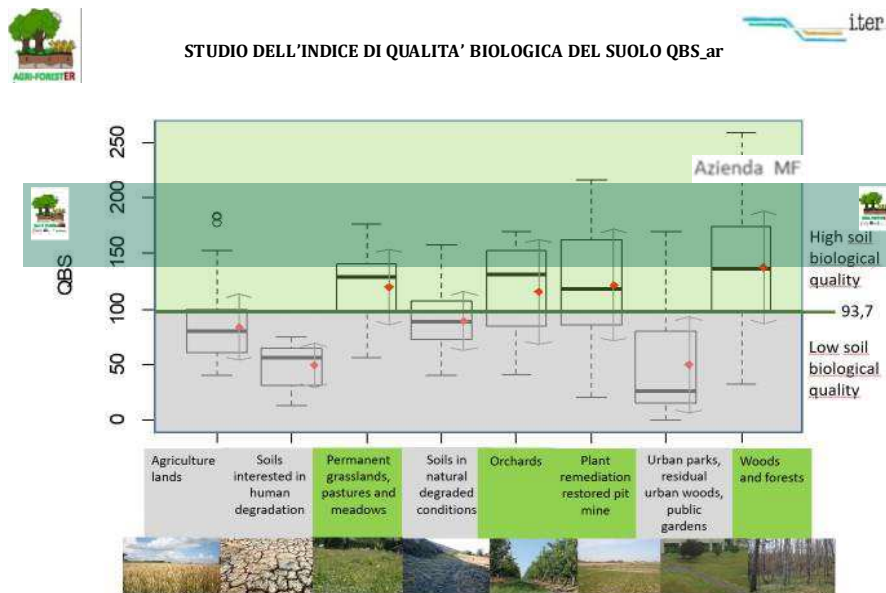 AGRI-FORESTER
STUDIO DELL'INDICE DI QUALITA' BIOLOGICA DEL SUOLO QBS_ar
iter
QBS
250
200
150
100
50
0
Azienda MF
High soil
biological
quality
93,7
Low soil
biological
quality
Agriculture
lands
Soils
interested in
human
degradation
Permanent
grasslands,
pastures and
meadows
Soils in
natural
degraded
conditions
Orchards
Plant
remediation
restored pit
mine
Urban parks,
residual
urban woods,
public
gardens
Woods
and forests